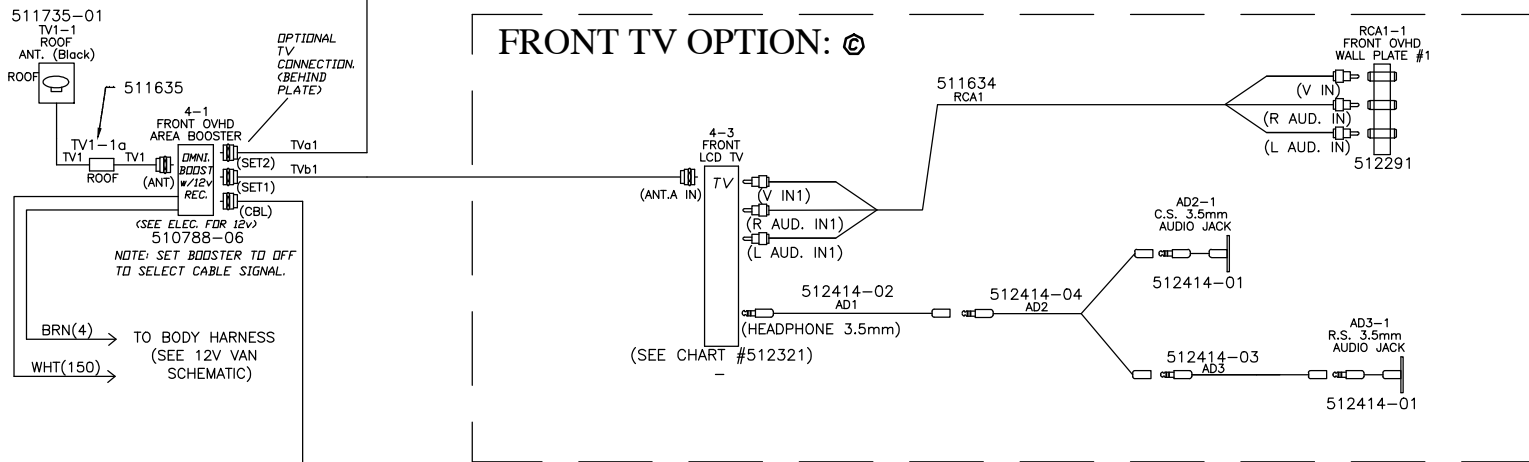 511735-01
TV1-1
ROOF
ANT. (Black)
ROOF
511635
TV1-1a
TV1
TV1
ROOF
(ANT)
4-1
FRONT OVHD
AREA BOOSTER
OMNI.
BOOST
w/12v
REC.
(SET2)
(SET1)
(CBL)
(SEE ELEC. FOR 12v)
510788-06
NOTE: SET BOOSTER TO OFF
TO SELECT CABLE SIGNAL.
OPTIONAL
TV
CONNECTION.
(BEHIND
PLATE)
TVa1
TVb1
BRN(4)
WHT(150)
TO BODY HARNESS
(SEE 12V VAN
SCHEMATIC)
FRONT TV OPTION: ©
4-3
FRONT
LCD TV
TV
(ANT.A IN)
(V IN1)
(R AUD. IN1)
(L AUD. IN1)
(HEADPHONE 3.5mm)
(SEE CHART #512321)
–
511634
RCA1
RCA1-1
FRONT OVHD
WALL PLATE #1
(V IN)
(R AUD. IN)
(L AUD. IN)
512291
512414-02
AD1
512414-04
AD2
AD2-1
C.S. 3.5mm
AUDIO JACK
512414-01
512414-03
AD3
AD3-1
R.S. 3.5mm
AUDIO JACK
512414-01